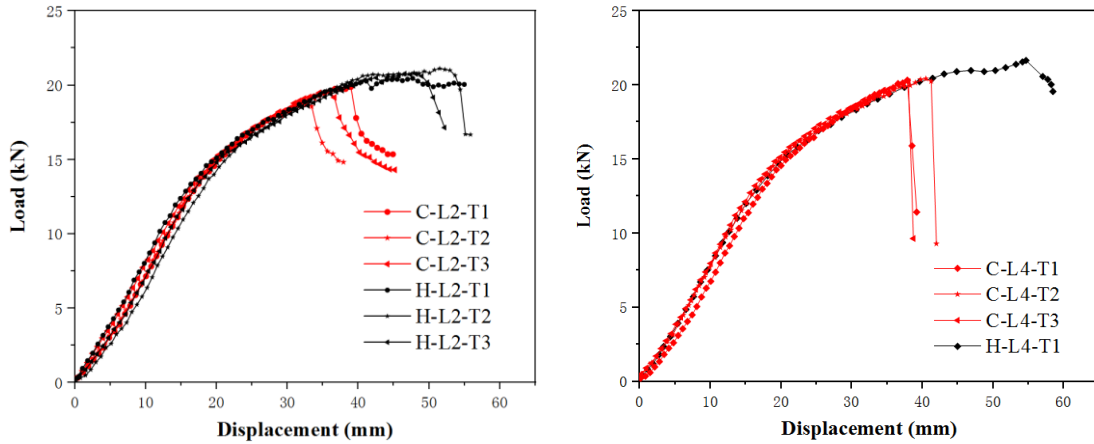 25
20
15
10
5
0
Load (kN)
0 10 20 30 40 50 60
Displacement (mm)
C-L2-T1
C-L2-T2
C-L2-T3
H-L2-T1
H-L2-T2
H-L2-T3
25
20
15
10
5
0
Load (kN)
0 10 20 30 40 50 60
Displacement (mm)
C-L4-T1
C-L4-T2
C-L4-T3
H-L4-T1